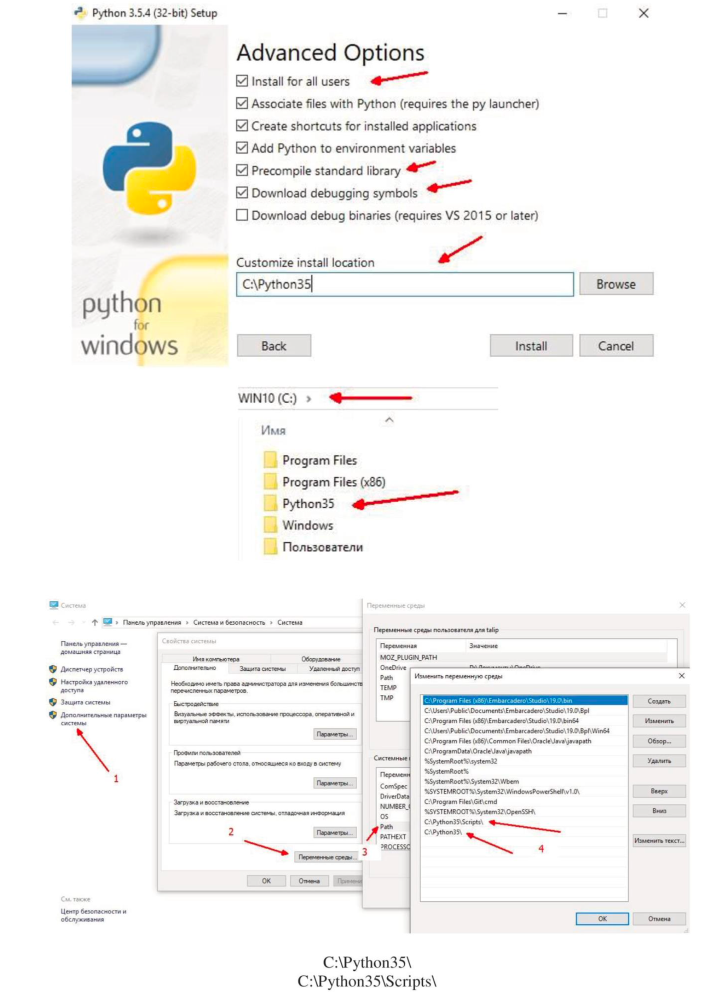 Python 3.5.4 (32-bit) Setup
Advanced Options
Install for all users
Associate files with Python (requires the py launcher)
Create shortcuts for installed applications
Add Python to environment variables
Precompile standard library
Download debugging symbols
Download debug binaries (requires VS 2015 or later)
Customize install location
C:\Python35
Browse
python
for
windows
Back
Install
Cancel
WIN10 (C:) ›
Имя
Program Files
Program Files (x86)
Python35
Windows
Пользователи
Система
Панель управления › Система и безопасность › Система
Панель управления —
домашняя страница
Диспетчер устройств
Настройка удаленного
доступа
Защита системы
Дополнительные параметры
системы
1
См. также
Центр безопасности и
обслуживания
Свойства системы
Имя компьютера
Оборудование
Дополнительно
Защита системы
Удаленный доступ
Необходимо иметь права администратора для изменения большинств
перечисленных параметров.
Быстродействие
Визуальные эффекты, использование процессора, оперативной и
виртуальной памяти
Параметры...
Профили пользователей
Параметры рабочего стола, относящиеся ко входу в систему
Параметры...
Загрузка и восстановление
Загрузка и восстановление системы, отладочная информация
Параметры...
2
Переменные среды...
OK
Отмена
Примени
Переменные среды
Переменные среды пользователя для talip
Переменная
Значение
MOZ_PLUGIN_PATH
OneDrive
D:\Документы\OneDrive
Path
TEMP
TMP
Системные
Переменн
ComSpec
DriverData
NUMBER_
OS
Path
PATHEXT
PROCESSO
3
Изменить переменную среды
C:\Program Files (x86)\Embarcadero\Studio\19.0\bin
C:\Users\Public\Documents\Embarcadero\Studio\19.0\Bpl
C:\Program Files (x86)\Embarcadero\Studio\19.0\bin64
C:\Users\Public\Documents\Embarcadero\Studio\19.0\Bpl\Win64
C:\Program Files (x86)\Common Files\Oracle\Java\javapath
C:\ProgramData\Oracle\Java\javapath
%SystemRoot%\system32
%SystemRoot%
%SystemRoot%\System32\Wbem
%SYSTEMROOT%\System32\WindowsPowerShell\v1.0\
C:\Program Files\Git\cmd
%SYSTEMROOT%\System32\OpenSSH\
C:\Python35\Scripts\
C:\Python35\
4
Создать
Изменить
Обзор...
Удалить
Вверх
Вниз
Изменить текст...
OK
Отмена
C:\Python35\
C:\Python35\Scripts\